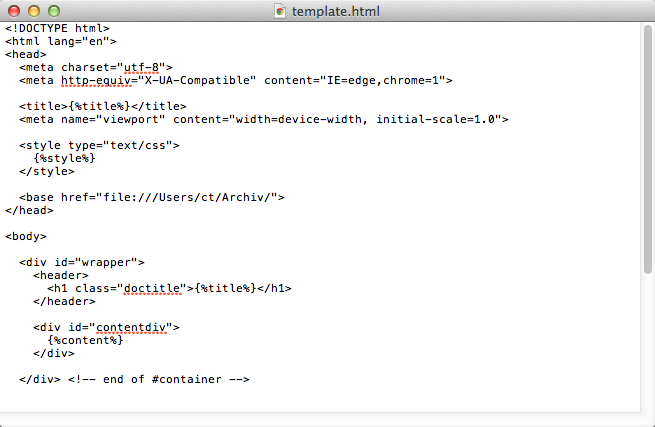 template.html
<!DOCTYPE html>
<html lang="en">
<head>
  <meta charset="utf-8">
  <meta http-equiv="X-UA-Compatible" content="IE=edge,chrome=1">

  <title>{%title%}</title>
  <meta name="viewport" content="width=device-width, initial-scale=1.0">

  <style type="text/css">
    {%style%}
  </style>

  <base href="file:///Users/ct/Archiv/">
</head>

<body>

  <div id="wrapper">
    <header>
      <h1 class="doctitle">{%title%}</h1>
    </header>

    <div id="contentdiv">
      {%content%}
    </div>

  </div> <!-- end of #container -->